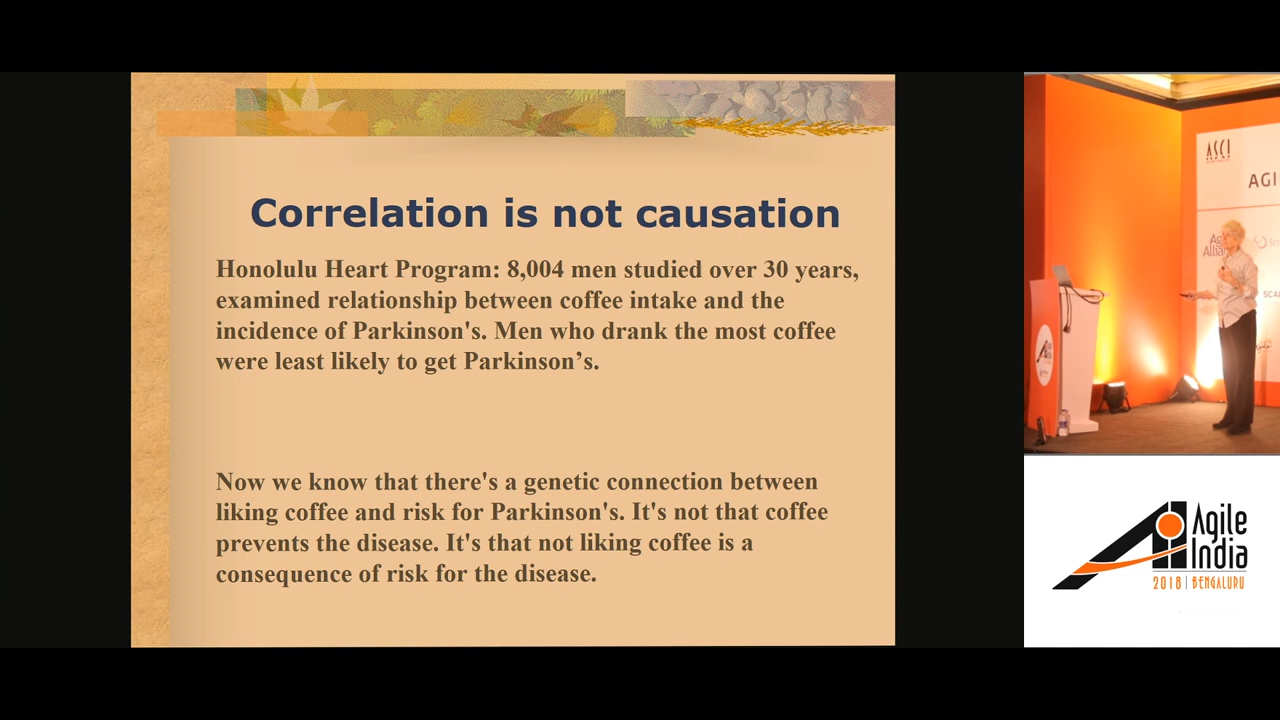 Correlation is not causation
Honolulu Heart Program: 8,004 men studied over 30 years,
examined relationship between coffee intake and the
incidence of Parkinson's. Men who drank the most coffee
were least likely to get Parkinson’s.
Now we know that there's a genetic connection between
liking coffee and risk for Parkinson's. It's not that coffee
prevents the disease. It's that not liking coffee is a
consequence of risk for the disease.
ASCI
AGI
Agile
India
2018 | BENGALURU